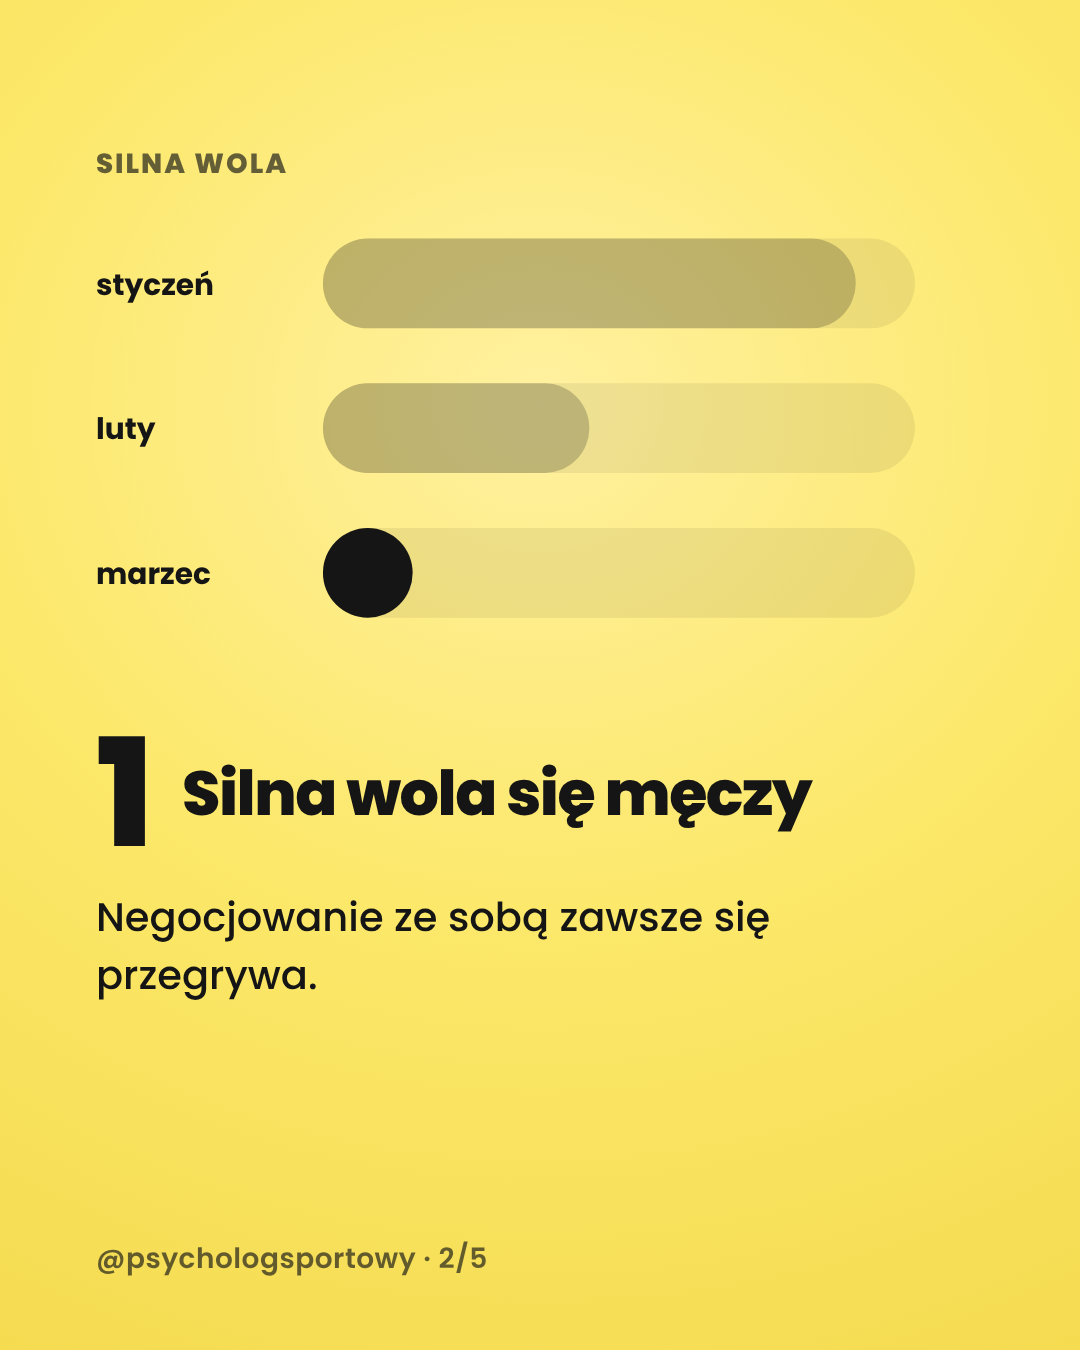 SILNA WOLA
styczeń
luty
marzec
1 Silna wola się męczy
Negocjowanie ze sobą zawsze się
przegrywa.
@psychologsportowy · 2/5